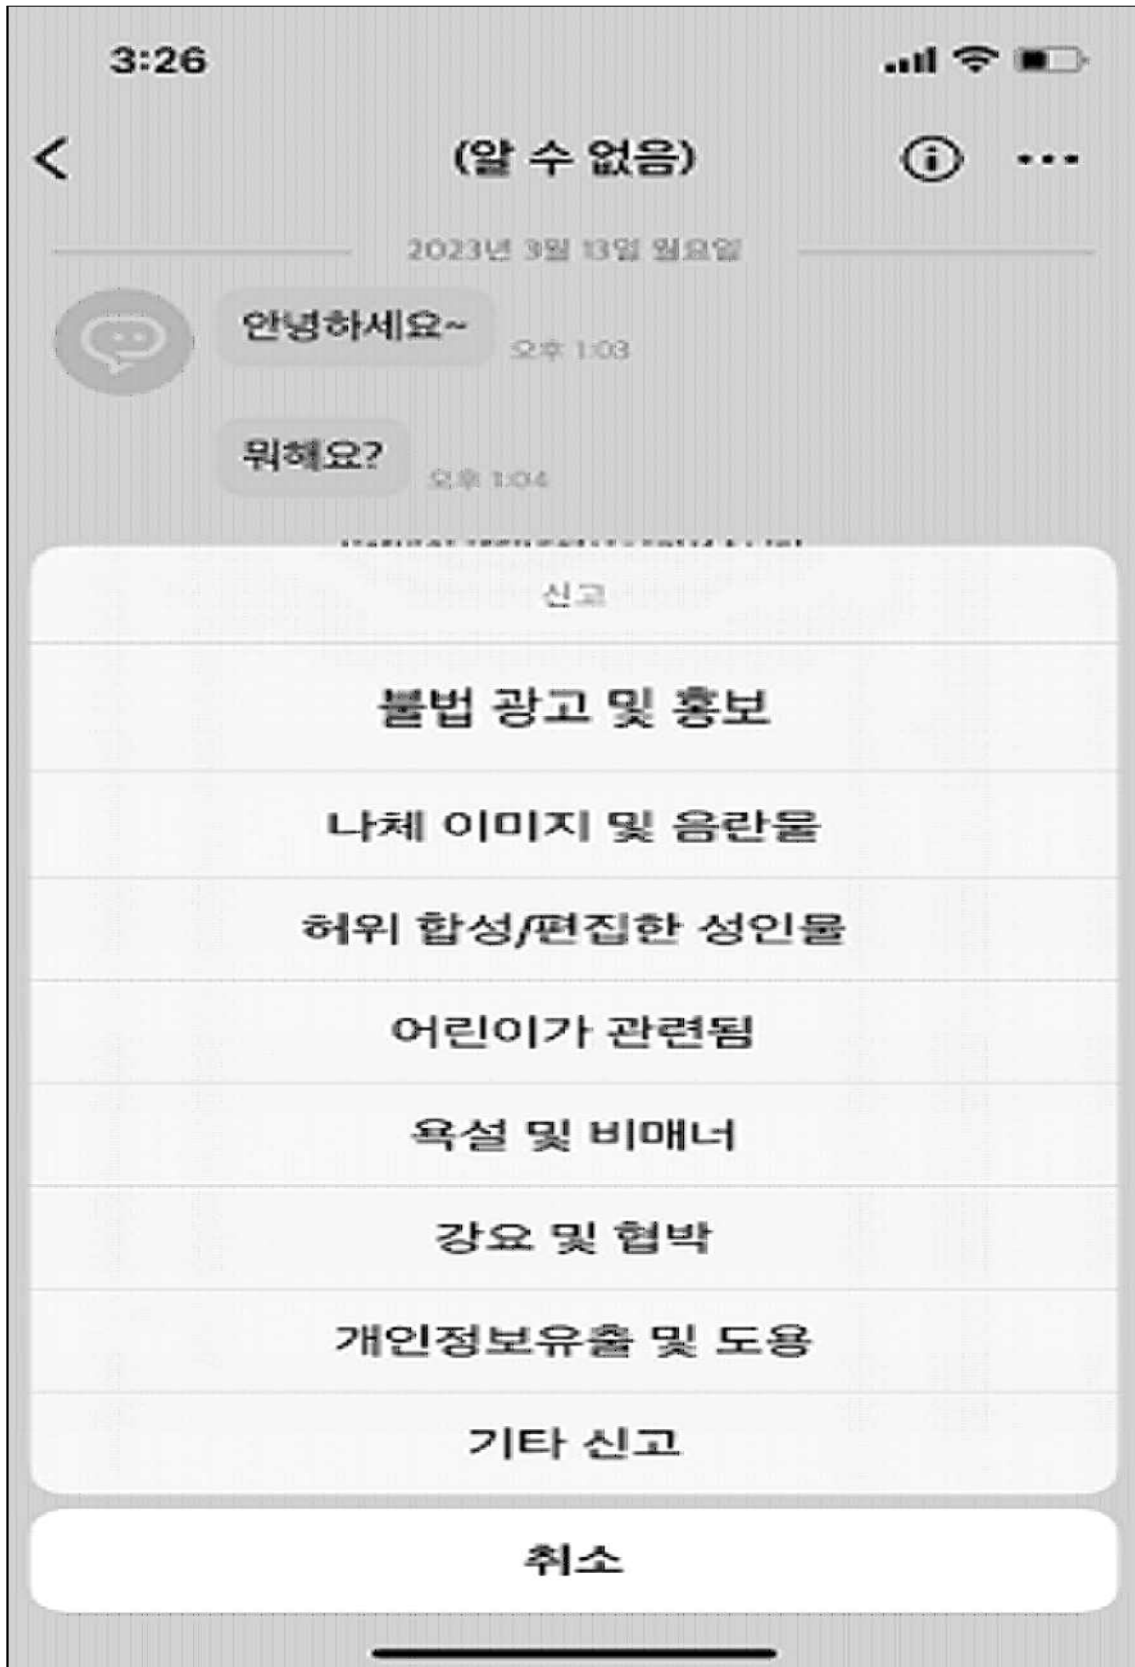 3:26
(알 수 없음)
2023년 3월 13일 월요일
안녕하세요~
오후 1:03
뭐해요?
오후 1:04
신고
불법 광고 및 홍보
나체 이미지 및 음란물
허위 합성/편집한 성인물
어린이가 관련됨
욕설 및 비매너
강요 및 협박
개인정보유출 및 도용
기타 신고
취소